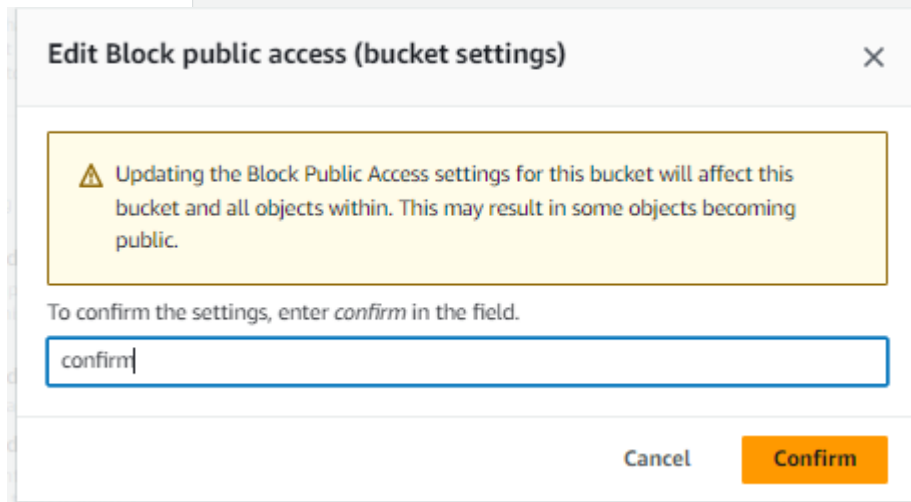 Edit Block public access (bucket settings)
Updating the Block Public Access settings for this bucket will affect this
bucket and all objects within. This may result in some objects becoming
public.
To confirm the settings, enter confirm in the field.
confirm
Cancel
Confirm